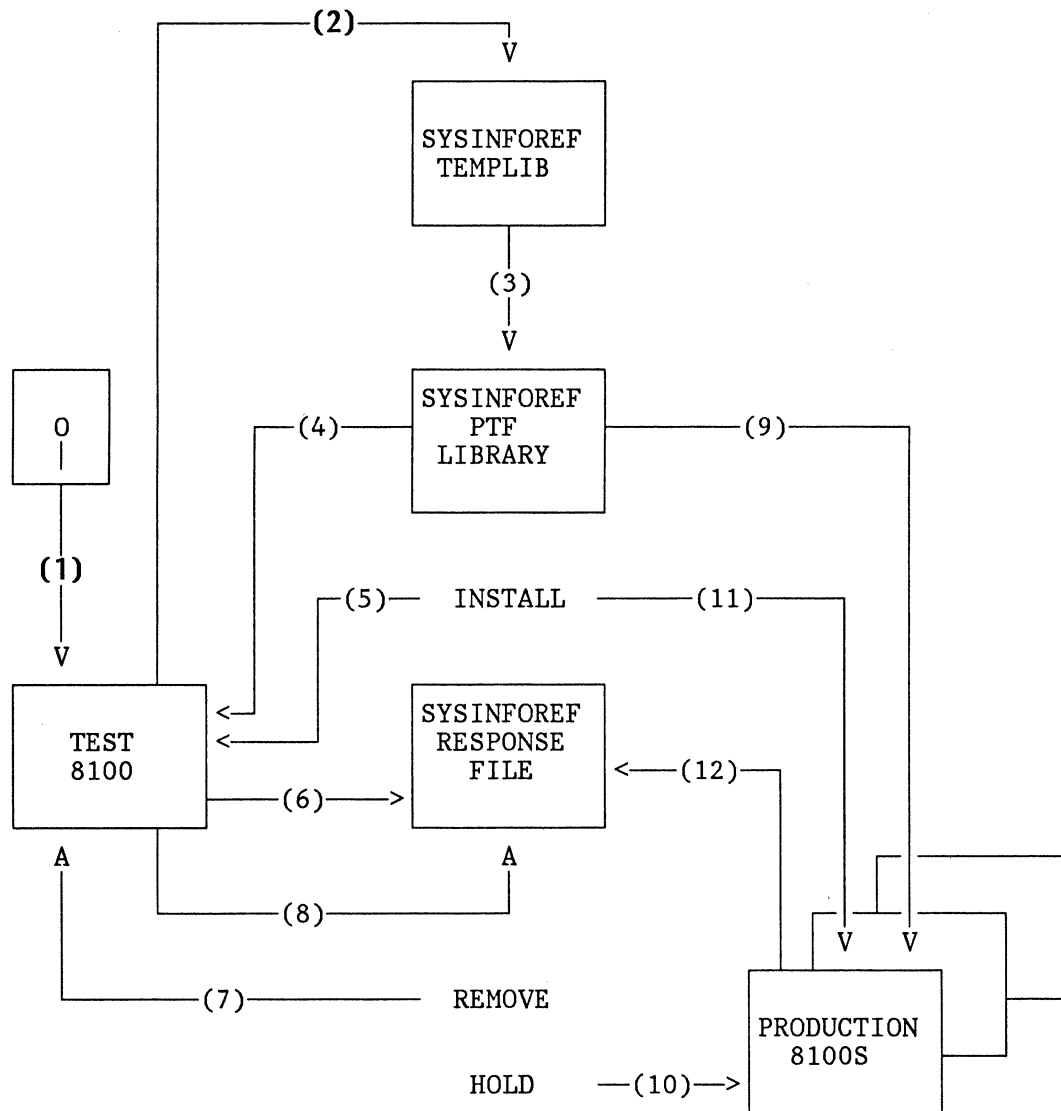 (2)
V
SYSINFOREF
TEMPLIB
(3)
V
O
SYSINFOREF
PTF
LIBRARY
(4)
(9)
(1)
(5) INSTALL (11)
V
TEST
8100
<
<
SYSINFOREF
RESPONSE
FILE
< (12)
(6) >
A
A
(8)
V V
(7) REMOVE
PRODUCTION
8100S
HOLD (10) >